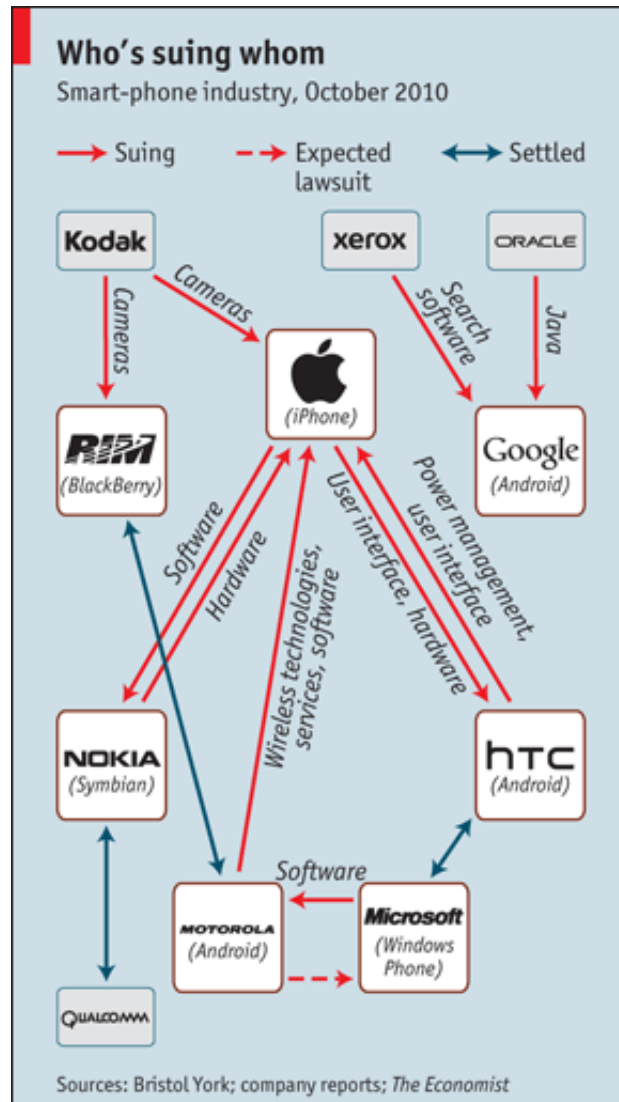 Who's suing whom
Smart-phone industry, October 2010
Suing
Expected
lawsuit
Settled
Kodak
xerox
ORACLE
Cameras
Cameras
Search
software
Java
(iPhone)
RIM
(BlackBerry)
Google
(Android)
Software
Hardware
Wireless technologies,
services, software
User interface, hardware
Power management,
user interface
NOKIA
(Symbian)
hTC
(Android)
Software
MOTOROLA
(Android)
Microsoft
(Windows
Phone)
QUALCOMM
Sources: Bristol York; company reports; The Economist